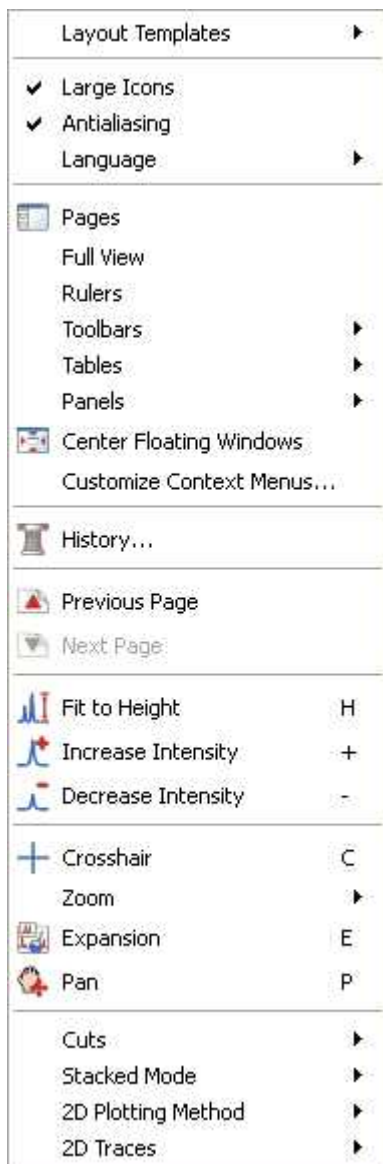 Layout Templates
Large Icons
Antialiasing
Language
Pages
Full View
Rulers
Toolbars
Tables
Panels
Center Floating Windows
Customize Context Menus...
History...
Previous Page
Next Page
Fit to Height H
Increase Intensity +
Decrease Intensity -
Crosshair C
Zoom
Expansion E
Pan P
Cuts
Stacked Mode
2D Plotting Method
2D Traces